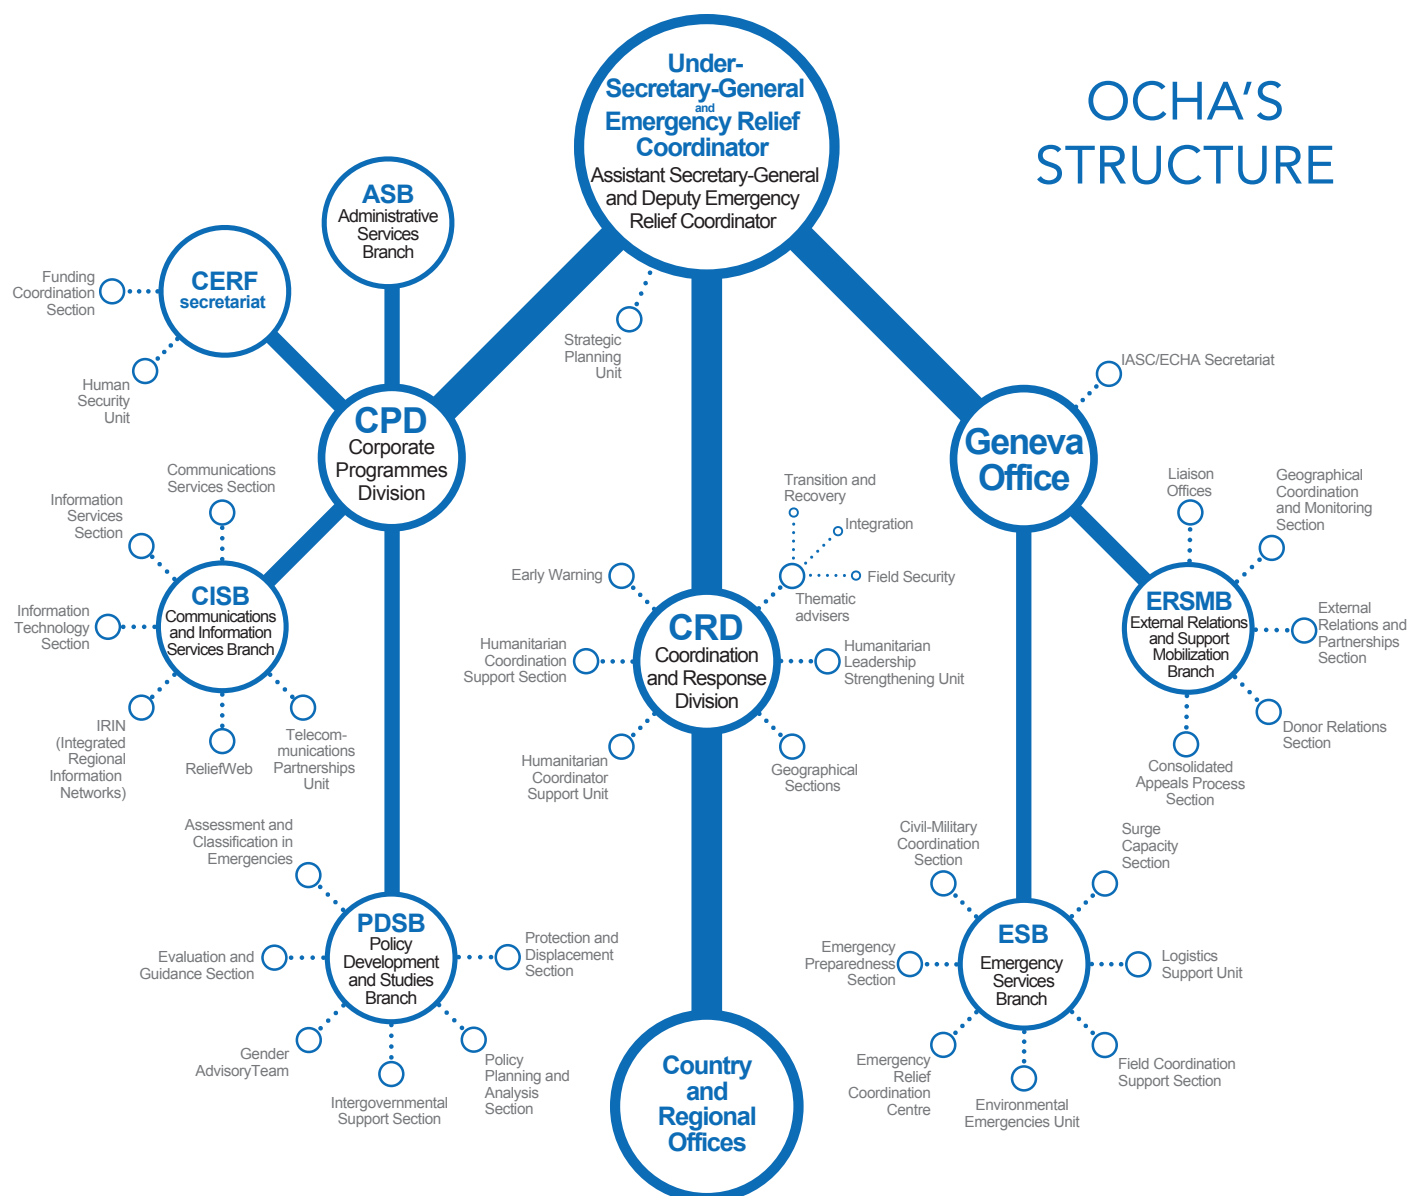 OCHA'S
STRUCTURE
Under-
Secretary-General
and
Emergency Relief
Coordinator
Assistant Secretary-General
and Deputy Emergency
Relief Coordinator
Strategic
Planning
Unit
ASB
Administrative
Services
Branch
CERF
secretariat
Funding
Coordination
Section
Human
Security
Unit
CPD
Corporate
Programmes
Division
Communications
Services Section
Information
Services
Section
Information
Technology
Section
CISB
Communications
and Information
Services Branch
IRIN
(Integrated
Regional
Information
Networks)
ReliefWeb
Telecom-
munications
Partnerships
Unit
Assessment and
Classification in
Emergencies
Evaluation and
Guidance Section
PDSB
Policy
Development
and Studies
Branch
Protection and
Displacement
Section
Gender
AdvisoryTeam
Intergovernmental
Support Section
Policy
Planning and
Analysis
Section
Early Warning
Humanitarian
Coordination
Support Section
Humanitarian
Coordinator
Support Unit
CRD
Coordination
and Response
Division
Transition and
Recovery
Integration
Field Security
Thematic
advisers
Humanitarian
Leadership
Strengthening Unit
Geographical
Sections
Country
and
Regional
Offices
IASC/ECHA Secretariat
Geneva
Office
Liaison
Offices
Geographical
Coordination
and Monitoring
Section
ERSMB
External Relations
and Support
Mobilization
Branch
External
Relations and
Partnerships
Section
Donor Relations
Section
Consolidated
Appeals Process
Section
Civil-Military
Coordination
Section
Surge
Capacity
Section
Emergency
Preparedness
Section
ESB
Emergency
Services
Branch
Logistics
Support Unit
Emergency
Relief
Coordination
Centre
Environmental
Emergencies Unit
Field Coordination
Support Section